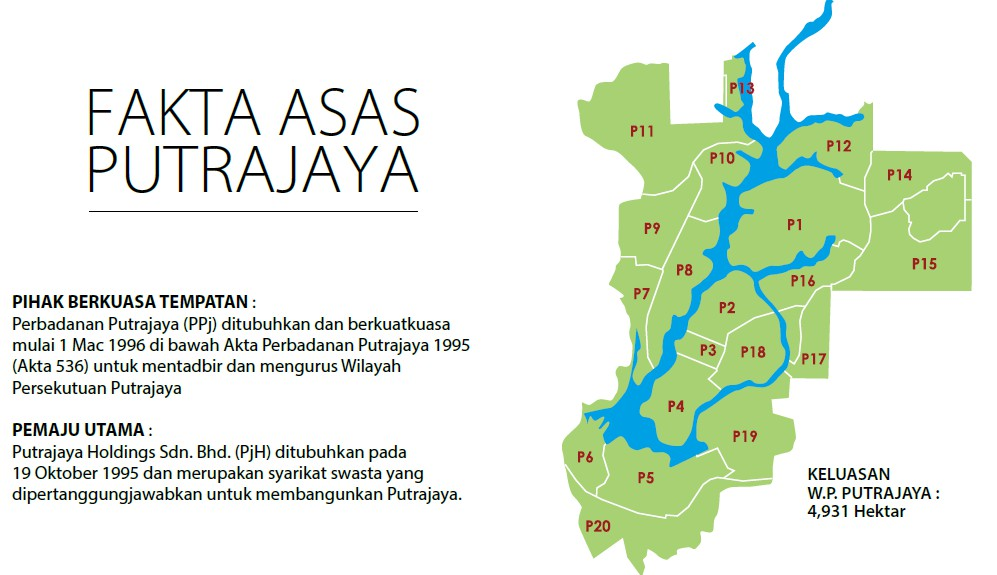 FAKTA ASAS
PUTRAJAYA
PIHAK BERKUASA TEMPATAN :
Perbadanan Putrajaya (PPj) ditubuhkan dan berkuatkuasa
mulai 1 Mac 1996 di bawah Akta Perbadanan Putrajaya 1995
(Akta 536) untuk mentadbir dan mengurus Wilayah
Persekutuan Putrajaya
PEMAJU UTAMA :
Putrajaya Holdings Sdn. Bhd. (PjH) ditubuhkan pada
19 Oktober 1995 dan merupakan syarikat swasta yang
dipertanggungjawabkan untuk membangunkan Putrajaya.
P13
P11
P12
P10
P14
P1
P9
P15
P8
P16
P7
P2
P3
P18
P17
P4
P19
P6
P5
P20
KELUASAN
W.P. PUTRAJAYA :
4,931 Hektar